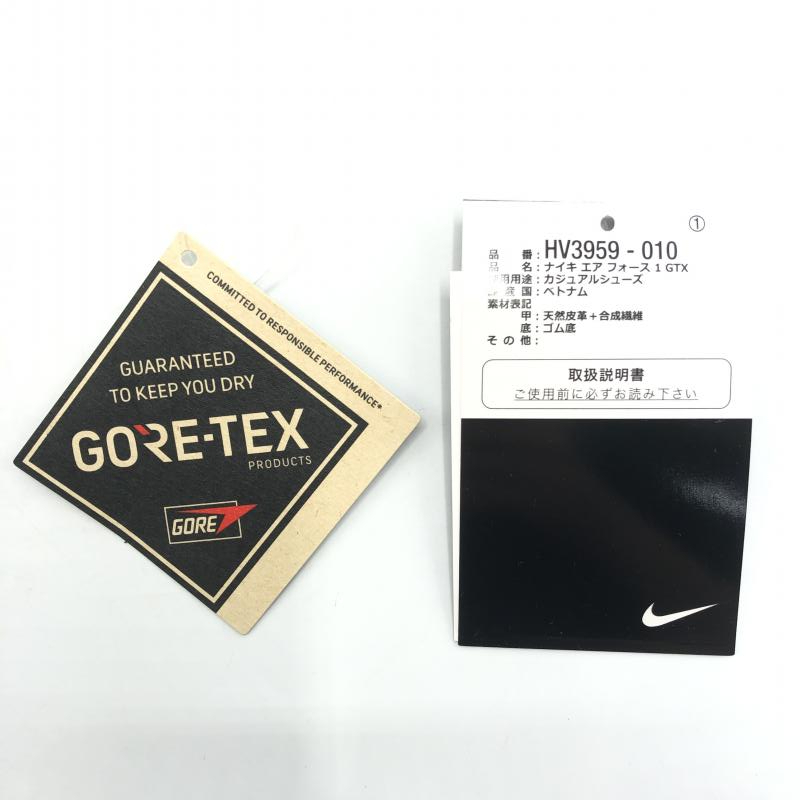 COMMITTED TO RESPONSIBLE PERFORMANCE*
GUARANTEED
TO KEEP YOU DRY
GORE-TEX
PRODUCTS
GORE
①
品 番：HV3959 - 010
品 名：ナイキ エア フォース 1 GTX
用用途：カジュアルシューズ
産 国：ベトナム
素材表記
甲：天然皮革＋合成繊維
底：ゴム底
そ の 他：
取扱説明書
ご使用前に必ずお読み下さい